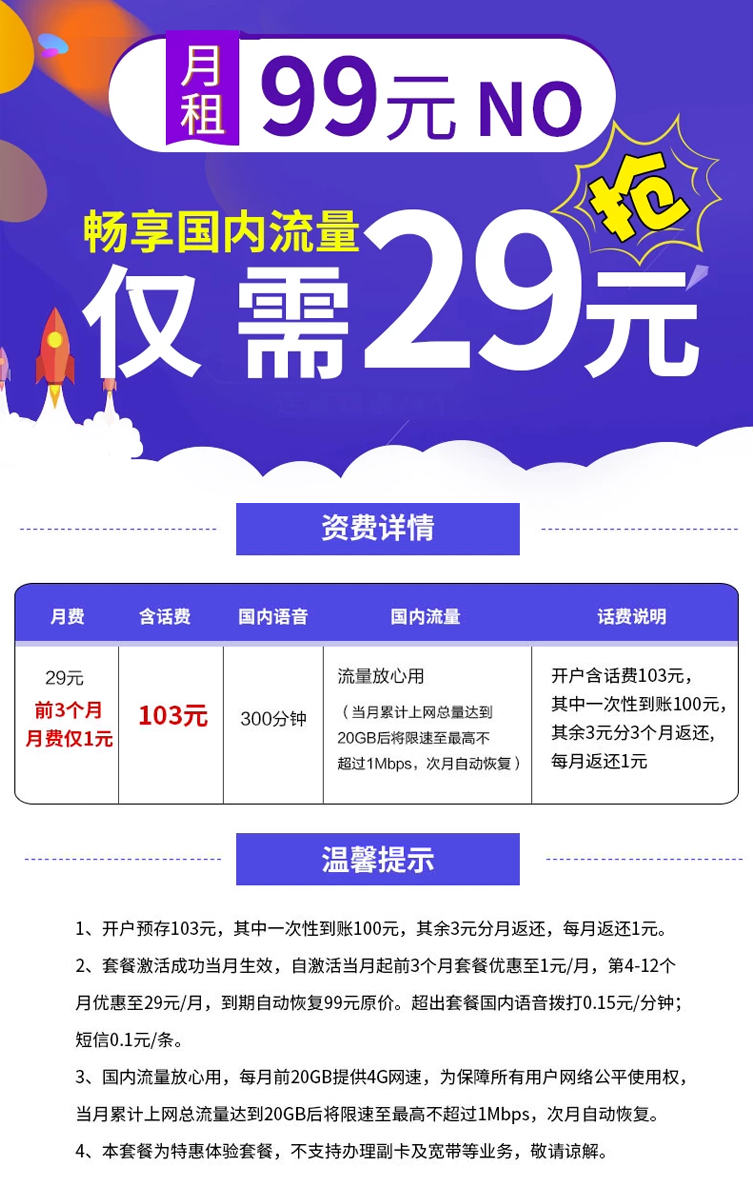 月租 99元 NO
抢
畅享国内流量
仅需29元
资费详情
月费 含话费 国内语音 国内流量 话费说明
29元
前3个月
月费仅1元
103元
300分钟
流量放心用
（当月累计上网总量达到
20GB后将限速至最高不
超过1Mbps，次月自动恢复）
开户含话费103元，
其中一次性到账100元，
其余3元分3个月返还，
每月返还1元
温馨提示
1、开户预存103元，其中一次性到账100元，其余3元分月返还，每月返还1元。
2、套餐激活成功当月生效，自激活当月起前3个月套餐优惠至1元/月，第4-12个
月优惠至29元/月，到期自动恢复99元原价。超出套餐国内语音拨打0.15元/分钟；
短信0.1元/条。
3、国内流量放心用，每月前20GB提供4G网速，为保障所有用户网络公平使用权，
当月累计上网总流量达到20GB后将限速至最高不超过1Mbps，次月自动恢复。
4、本套餐为特惠体验套餐，不支持办理副卡及宽带等业务，敬请谅解。